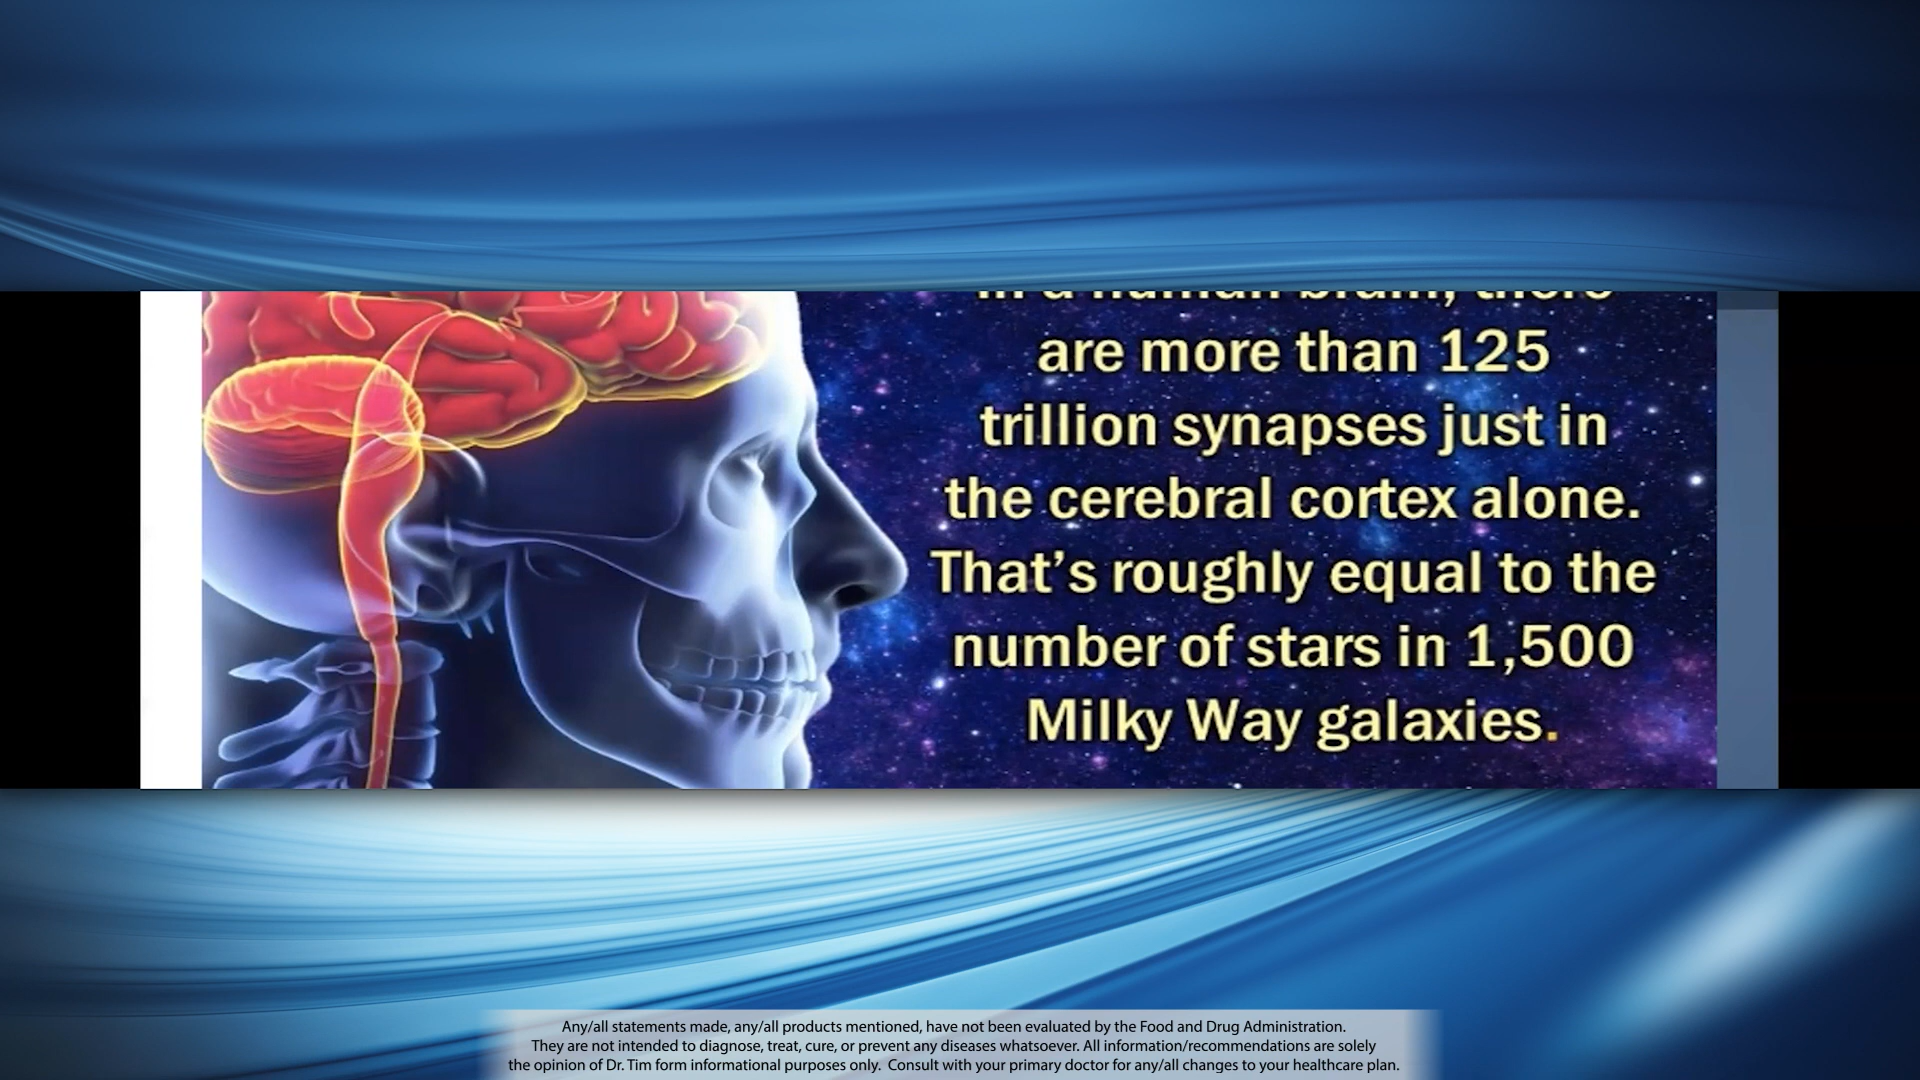 in a human brain, there
are more than 125
trillion synapses just in
the cerebral cortex alone.
That's roughly equal to the
number of stars in 1,500
Milky Way galaxies.
Any/all statements made, any/all products mentioned, have not been evaluated by the Food and Drug Administration.
They are not intended to diagnose, treat, cure, or prevent any diseases whatsoever. All information/recommendations are solely
the opinion of Dr. Tim form informational purposes only. Consult with your primary doctor for any/all changes to your healthcare plan.